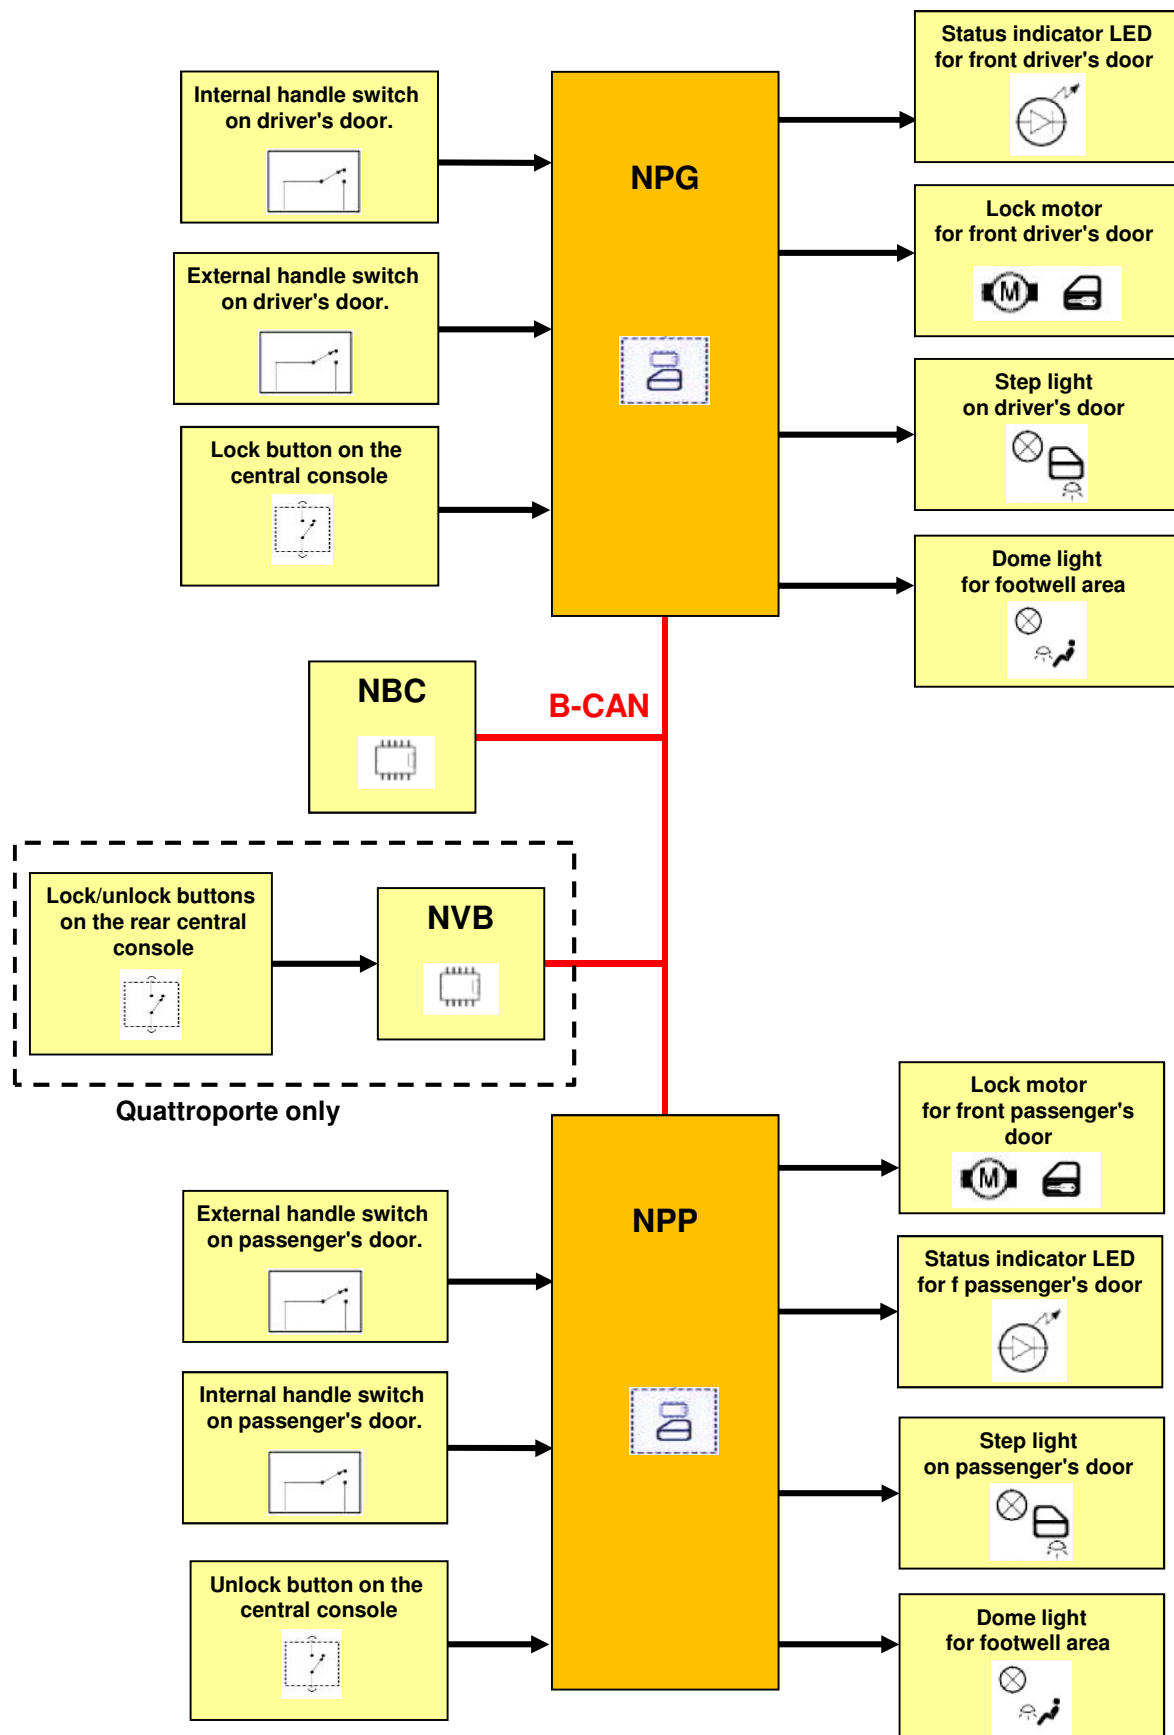 Status indicator LED
for front driver's door
Internal handle switch
on driver's door.
NPG
Lock motor
for front driver's door
External handle switch
on driver's door.
Step light
on driver's door
Lock button on the
central console
Dome light
for footwell area
NBC
B-CAN
Lock/unlock buttons
on the rear central
console
NVB
Quattroporte only
Lock motor
for front passenger's
door
External handle switch
on passenger's door.
NPP
Status indicator LED
for f passenger's door
Internal handle switch
on passenger's door.
Step light
on passenger's door
Unlock button on the
central console
Dome light
for footwell area
M
M